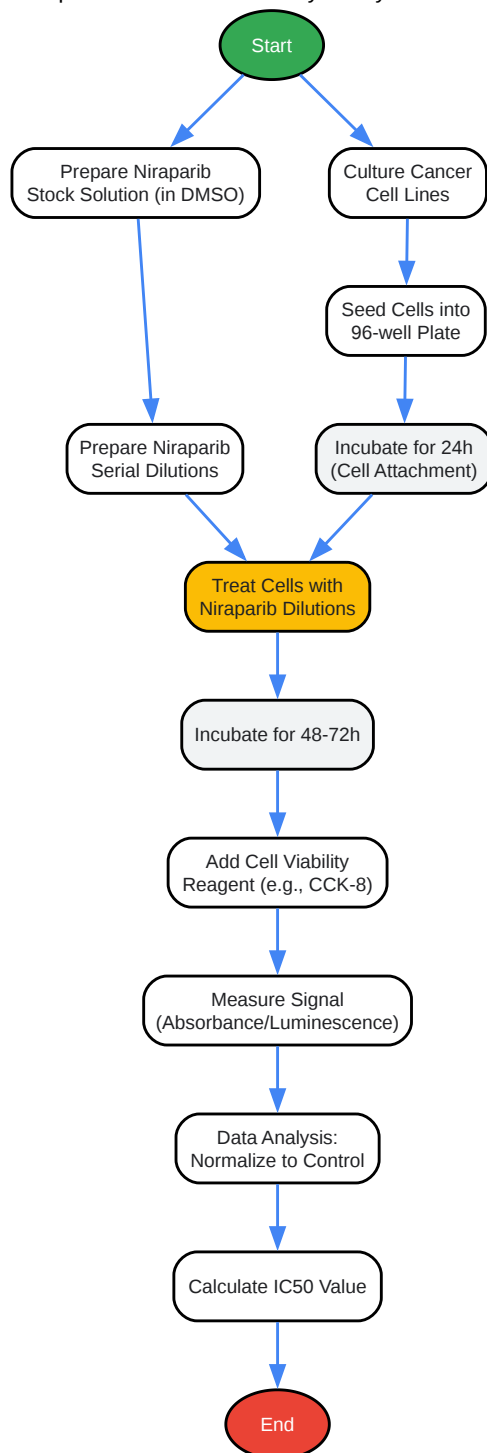 Start
Prepare Niraparib
Stock Solution (in DMSO)
Culture Cancer
Cell Lines
Seed Cells into
96-well Plate
Prepare Niraparib
Serial Dilutions
Incubate for 24h
(Cell Attachment)
Treat Cells with
Niraparib Dilutions
Incubate for 48-72h
Add Cell Viability
Reagent (e.g., CCK-8)
Measure Signal
(Absorbance/Luminescence)
Data Analysis:
Normalize to Control
Calculate IC50 Value
End